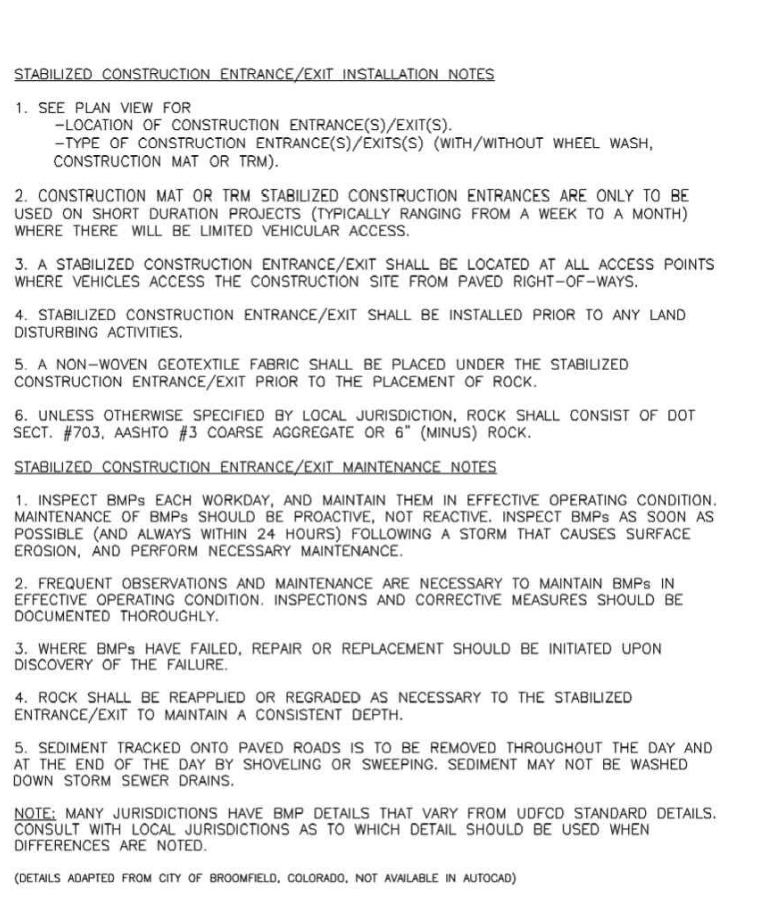 STABILIZED CONSTRUCTION ENTRANCE/EXIT INSTALLATION NOTES
1. SEE PLAN VIEW FOR
-LOCATION OF CONSTRUCTION ENTRANCE(S)/EXIT(S).
-TYPE OF CONSTRUCTION ENTRANCE(S)/EXITS(S) (WITH/WITHOUT WHEEL WASH,
CONSTRUCTION MAT OR TRM).
2. CONSTRUCTION MAT OR TRM STABILIZED CONSTRUCTION ENTRANCES ARE ONLY TO BE
USED ON SHORT DURATION PROJECTS (TYPICALLY RANGING FROM A WEEK TO A MONTH)
WHERE THERE WILL BE LIMITED VEHICULAR ACCESS.
3. A STABILIZED CONSTRUCTION ENTRANCE/EXIT SHALL BE LOCATED AT ALL ACCESS POINTS
WHERE VEHICLES ACCESS THE CONSTRUCTION SITE FROM PAVED RIGHT-OF-WAYS.
4. STABILIZED CONSTRUCTION ENTRANCE/EXIT SHALL BE INSTALLED PRIOR TO ANY LAND
DISTURBING ACTIVITIES.
5. A NON-WOVEN GEOTEXTILE FABRIC SHALL BE PLACED UNDER THE STABILIZED
CONSTRUCTION ENTRANCE/EXIT PRIOR TO THE PLACEMENT OF ROCK.
6. UNLESS OTHERWISE SPECIFIED BY LOCAL JURISDICTION, ROCK SHALL CONSIST OF DOT
SECT. #703, AASHTO #3 COARSE AGGREGATE OR 6" (MINUS) ROCK.
STABILIZED CONSTRUCTION ENTRANCE/EXIT MAINTENANCE NOTES
1. INSPECT BMPs EACH WORKDAY, AND MAINTAIN THEM IN EFFECTIVE OPERATING CONDITION.
MAINTENANCE OF BMPs SHOULD BE PROACTIVE, NOT REACTIVE. INSPECT BMPs AS SOON AS
POSSIBLE (AND ALWAYS WITHIN 24 HOURS) FOLLOWING A STORM THAT CAUSES SURFACE
EROSION, AND PERFORM NECESSARY MAINTENANCE.
2. FREQUENT OBSERVATIONS AND MAINTENANCE ARE NECESSARY TO MAINTAIN BMPs IN
EFFECTIVE OPERATING CONDITION. INSPECTIONS AND CORRECTIVE MEASURES SHOULD BE
DOCUMENTED THOROUGHLY.
3. WHERE BMPs HAVE FAILED, REPAIR OR REPLACEMENT SHOULD BE INITIATED UPON
DISCOVERY OF THE FAILURE.
4. ROCK SHALL BE REAPPLIED OR REGRADED AS NECESSARY TO THE STABILIZED
ENTRANCE/EXIT TO MAINTAIN A CONSISTENT DEPTH.
5. SEDIMENT TRACKED ONTO PAVED ROADS IS TO BE REMOVED THROUGHOUT THE DAY AND
AT THE END OF THE DAY BY SHOVELING OR SWEEPING. SEDIMENT MAY NOT BE WASHED
DOWN STORM SEWER DRAINS.
NOTE: MANY JURISDICTIONS HAVE BMP DETAILS THAT VARY FROM UDFCD STANDARD DETAILS.
CONSULT WITH LOCAL JURISDICTIONS AS TO WHICH DETAIL SHOULD BE USED WHEN
DIFFERENCES ARE NOTED.
(DETAILS ADAPTED FROM CITY OF BROOMFIELD, COLORADO, NOT AVAILABLE IN AUTOCAD)